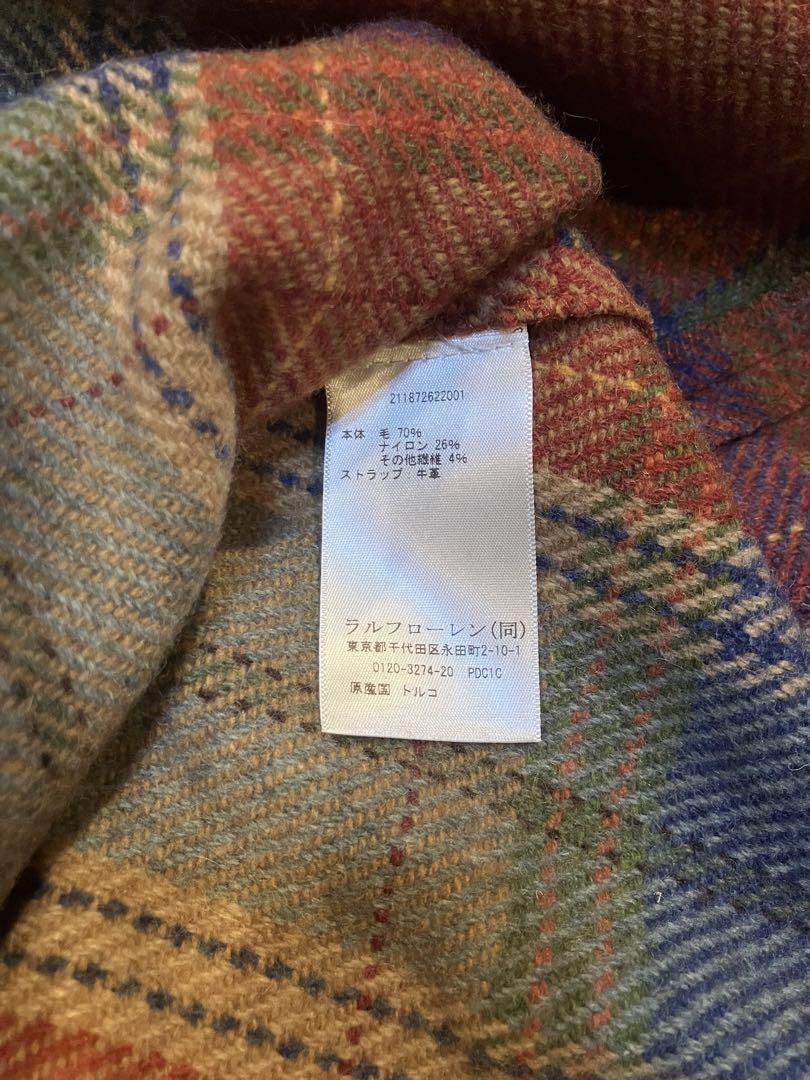 211872622001
本体 毛 70%
ナイロン 26%
その他繊維 4%
ストラップ 牛革
ラルフローレン(同)
東京都千代田区永田町2-10-1
0120-3274-20 PDC1C
原産国 トルコ